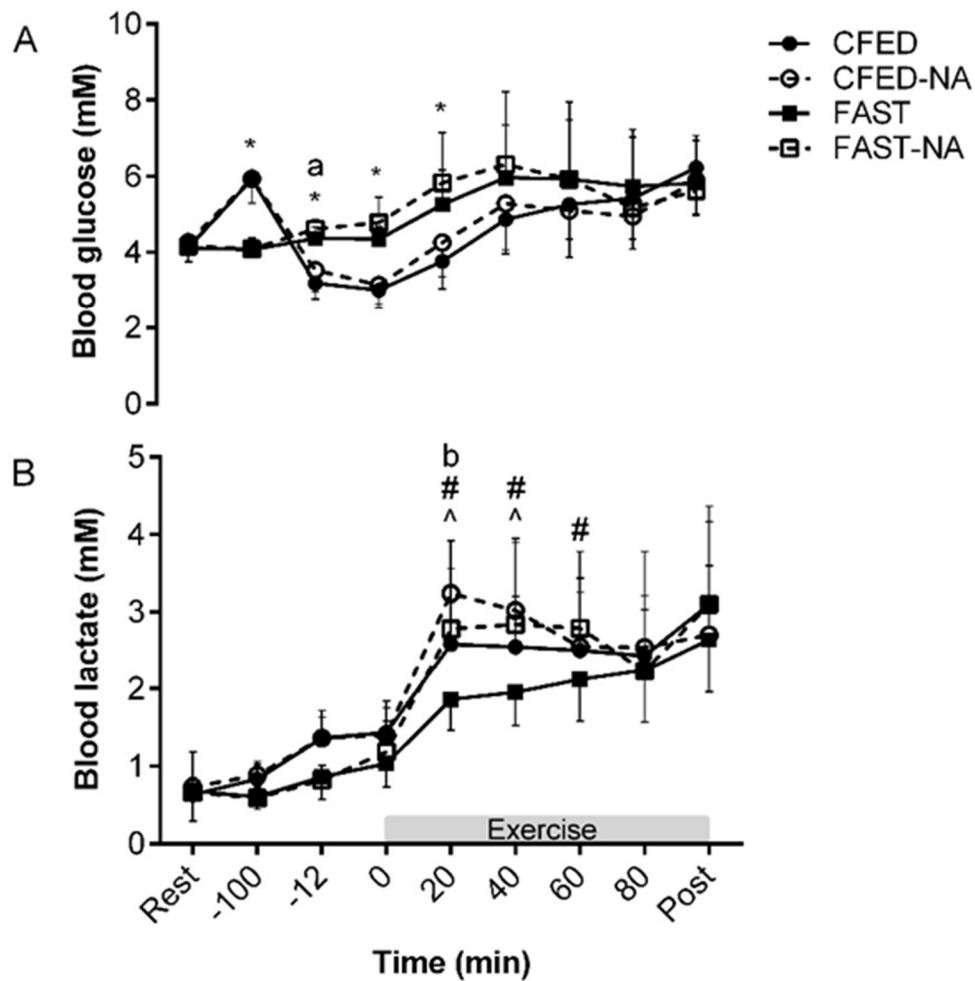 A
Blood glucose (mM)
10
8
6
4
2
0
*
a
*
*
*
CFED
CFED-NA
FAST
FAST-NA
B
Blood lactate (mM)
5
4
3
2
1
0
b
#
^
#
^
#
Exercise
Rest
-100
-12
0
20
40
60
80
Post
Time (min)